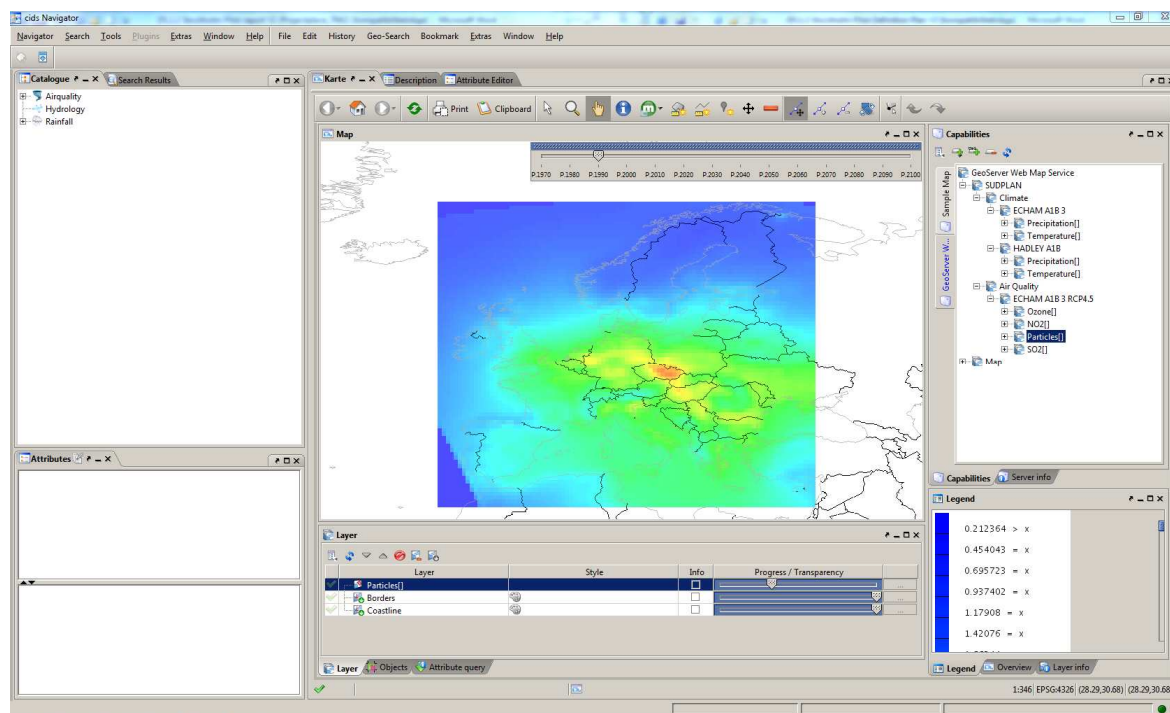 cids Navigator
Navigator Search Tools Plugins Extras Window Help File Edit History Geo-Search Bookmark Extras Window Help
Catalogue
Search Results
Airquality
Hydrology
Rainfall
Attributes
Karte Description Attribute Editor
Print Clipboard
Map
P.1970 P.1980 P.1990 P.2000 P.2010 P.2020 P.2030 P.2040 P.2050 P.2060 P.2070 P.2080 P.2090 P.2100
Layer
Layer Style Info Progress / Transparency
Particles[]
Borders
Coastline
Layer Objects Attribute query
Capabilities
Sample Map
GeoServer W...
GeoServer Web Map Service
SUDPLAN
Climate
ECHAM A1B 3
Precipitation[]
Temperature[]
HADLEY A1B
Precipitation[]
Temperature[]
Air Quality
ECHAM A1B 3 RCP4.5
Ozone[]
NO2[]
Particles[]
SO2[]
Map
Capabilities Server info
Legend
0.212364 > x
0.454043 = x
0.695723 = x
0.937402 = x
1.17908 = x
1.42076 = x
Legend Overview Layer info
1:346 EPSG:4326 (28.29,30.68) (28.29,30.68